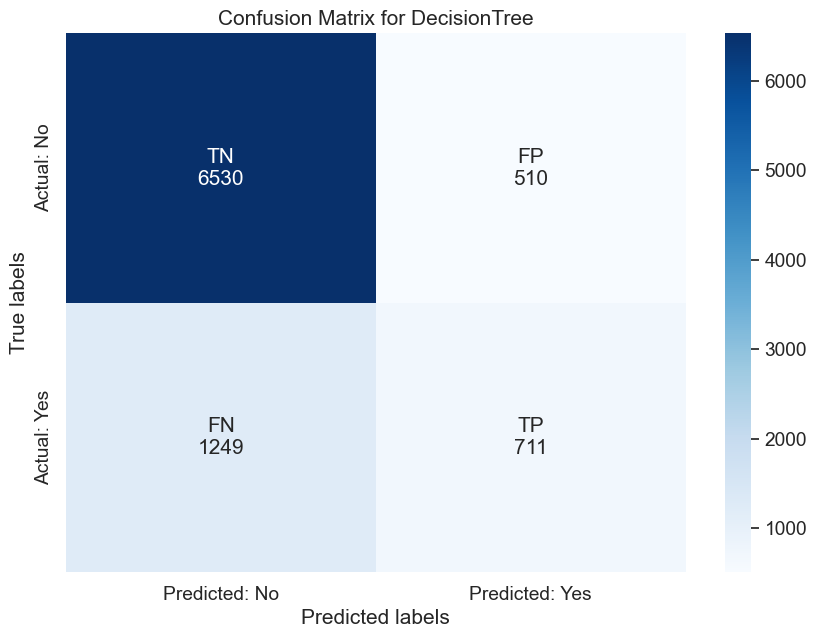 Confusion Matrix for DecisionTree
True labels
Actual: No
Actual: Yes
TN
6530
FP
510
FN
1249
TP
711
Predicted: No
Predicted: Yes
Predicted labels
6000
5000
4000
3000
2000
1000